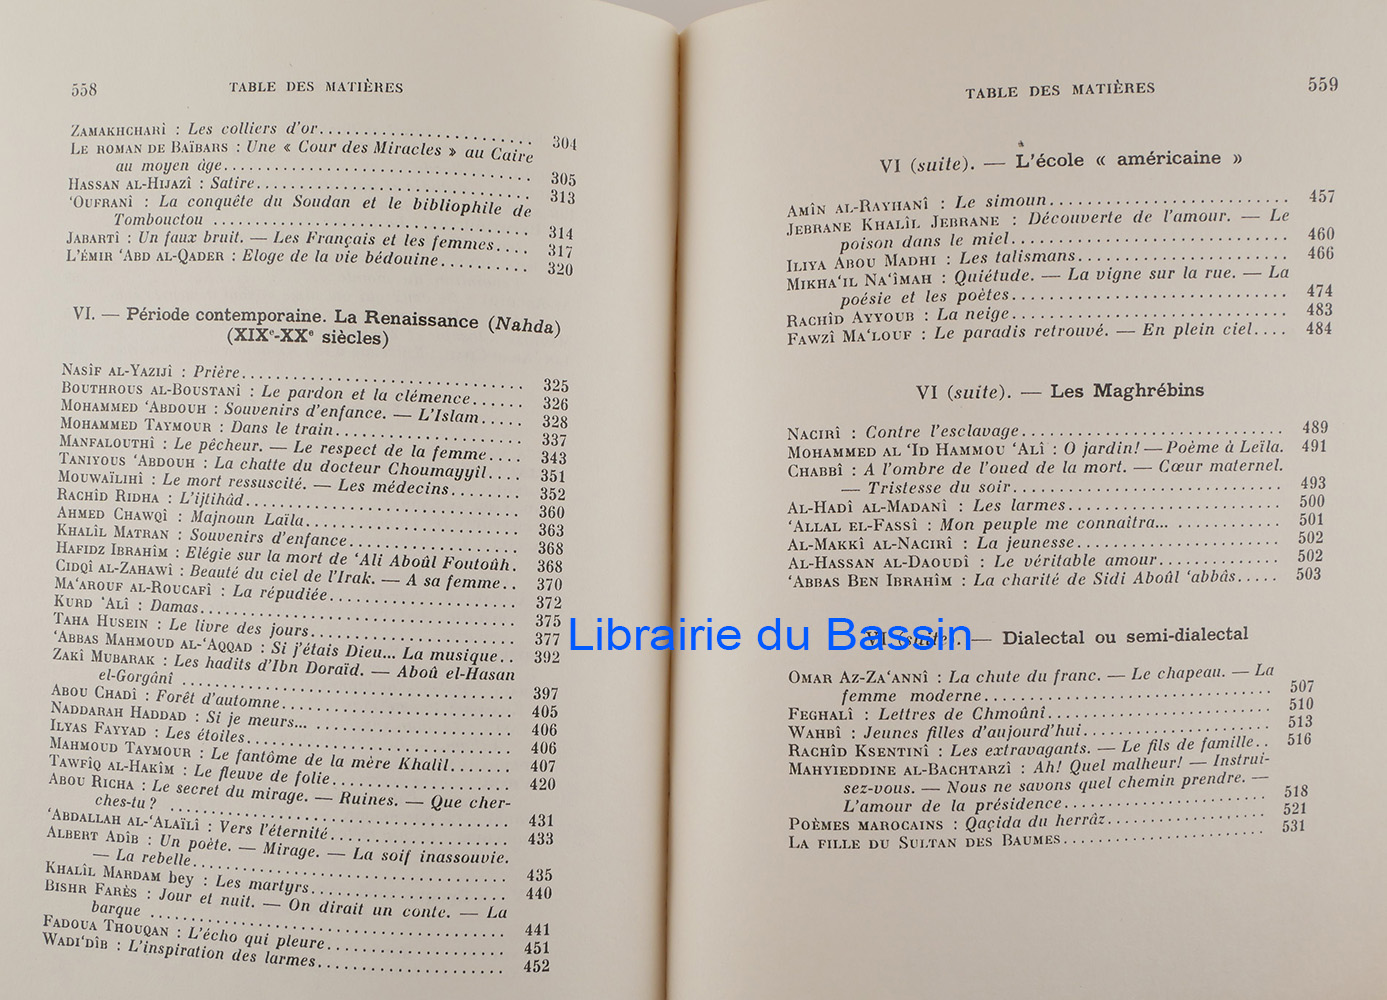 558 TABLE DES MATIÈRES
ZAMAKHCHARÎ : Les colliers d'or........................ 304
LE ROMAN DE BAÏBARS : Une « Cour des Miracles » au Caire
au moyen âge........................ 305
HASSAN AL-HIJAZÎ : Satire........................ 313
‘OUFRANÎ : La conquête du Soudan et le bibliophile de
Tombouctou ........................ 314
JABARTÎ : Un faux bruit. — Les Français et les femmes.... 317
L'ÉMIR ‘ABD AL-QADER : Eloge de la vie bédouine.......... 320
VI. — Période contemporaine. La Renaissance (Nahda)
(XIXe-XXe siècles)
NASÎF AL-YAZIJÎ : Prière........................ 325
BOUTHROUS AL-BOUSTANÎ : Le pardon et la clémence...... 326
MOHAMMED ‘ABDOUH : Souvenirs d'enfance. — L'Islam..... 328
MOHAMMED TAYMOUR : Dans le train........................ 337
MANFALOUTHÎ : Le pêcheur. — Le respect de la femme.... 343
TANIYOUS ‘ABDOUH : La chatte du docteur Choumayyil.... 351
MOUWAÏLIHÎ : Le mort ressuscité. — Les médecins........ 352
RACHÎD RIDHA : L'ijtihâd........................ 360
AHMED CHAWQÎ : Majnoun Laïla........................ 363
KHALÎL MATRAN : Souvenirs d'enfance........................ 368
HAFIDZ IBRAHÎM : Elégie sur la mort de ‘Ali Aboûl Foutoûh. 368
CIDQÎ AL-ZAHAWÎ : Beauté du ciel de l'Irak. — A sa femme.. 370
MA‘AROUF AL-ROUCAFÎ : La répudiée........................ 372
KURD ‘ALÎ : Damas........................ 375
TAHA HUSEIN : Le livre des jours........................ 377
‘ABBAS MAHMOUD AL-‘AQQAD : Si j'étais Dieu... La musique.. 392
ZAKÎ MUBARAK : Les hadits d'Ibn Doraïd. — Aboû el-Hasan
el-Gorgânî ........................ 397
ABOU CHADÎ : Forêt d'automne........................ 405
NADDARAH HADDAD : Si je meurs... ........................ 406
ILYAS FAYYAD : Les étoiles........................ 406
MAHMOUD TAYMOUR : Le fantôme de la mère Khalil....... 407
TAWFÎQ AL-HAKÎM : Le fleuve de folie........................ 420
ABOU RICHA : Le secret du mirage. — Ruines. — Que cher-
ches-tu ? ........................ 431
‘ABDALLAH AL-‘ALAÏLÎ : Vers l'éternité........................ 433
ALBERT ADÎB : Un poète. — Mirage. — La soif inassouvie.
— La rebelle........................ 435
KHALÎL MARDAM bey : Les martyrs........................ 440
BISHR FARÈS : Jour et nuit. — On dirait un conte. — La
barque ........................ 441
FADOUA THOUQAN : L'écho qui pleure........................ 451
WADI‘DÎB : L'inspiration des larmes........................ 452
TABLE DES MATIÈRES 559
VI (suite). — L'école « américaine »
AMÎN AL-RAYHANÎ : Le simoun........................ 457
JEBRANE KHALÎL JEBRANE : Découverte de l'amour. — Le
poison dans le miel........................ 460
ILIYA ABOU MADHI : Les talismans........................ 466
MIKHA‘IL NA‘ÎMAH : Quiétude. — La vigne sur la rue. — La
poésie et les poètes........................ 474
RACHÎD AYYOUB : La neige........................ 483
FAWZÎ MA‘LOUF : Le paradis retrouvé. — En plein ciel.... 484
VI (suite). — Les Maghrébins
NACIRÎ : Contre l'esclavage........................ 489
MOHAMMED AL ‘ID HAMMOU ‘ALÎ : O jardin! — Poème à Leïla. 491
CHABBÎ : A l'ombre de l'oued de la mort. — Cœur maternel.
— Tristesse du soir........................ 493
AL-HADÎ AL-MADANÎ : Les larmes........................ 500
‘ALLAL EL-FASSÎ : Mon peuple me connaitra... ............ 501
AL-MAKKÎ AL-NACIRÎ : La jeunesse........................ 502
AL-HASSAN AL-DAOUDÎ : Le véritable amour............ 502
‘ABBAS BEN IBRAHÎM : La charité de Sidi Aboûl ‘abbâs..... 503
Librairie du Bassin
VI (suite). — Dialectal ou semi-dialectal
OMAR AZ-ZA‘ANNÎ : La chute du franc. — Le chapeau. — La
femme moderne........................ 507
FEGHALÎ : Lettres de Chmoûnî........................ 510
WAHBÎ : Jeunes filles d'aujourd'hui........................ 513
RACHÎD KSENTINÎ : Les extravagants. — Le fils de famille.. 516
MAHYIEDDINE AL-BACHTARZÎ : Ah! Quel malheur! — Instrui-
sez-vous. — Nous ne savons quel chemin prendre. —
L'amour de la présidence........................ 518
POÈMES MAROCAINS : Qaçida du herrâz........................ 521
LA FILLE DU SULTAN DES BAUMES........................ 531